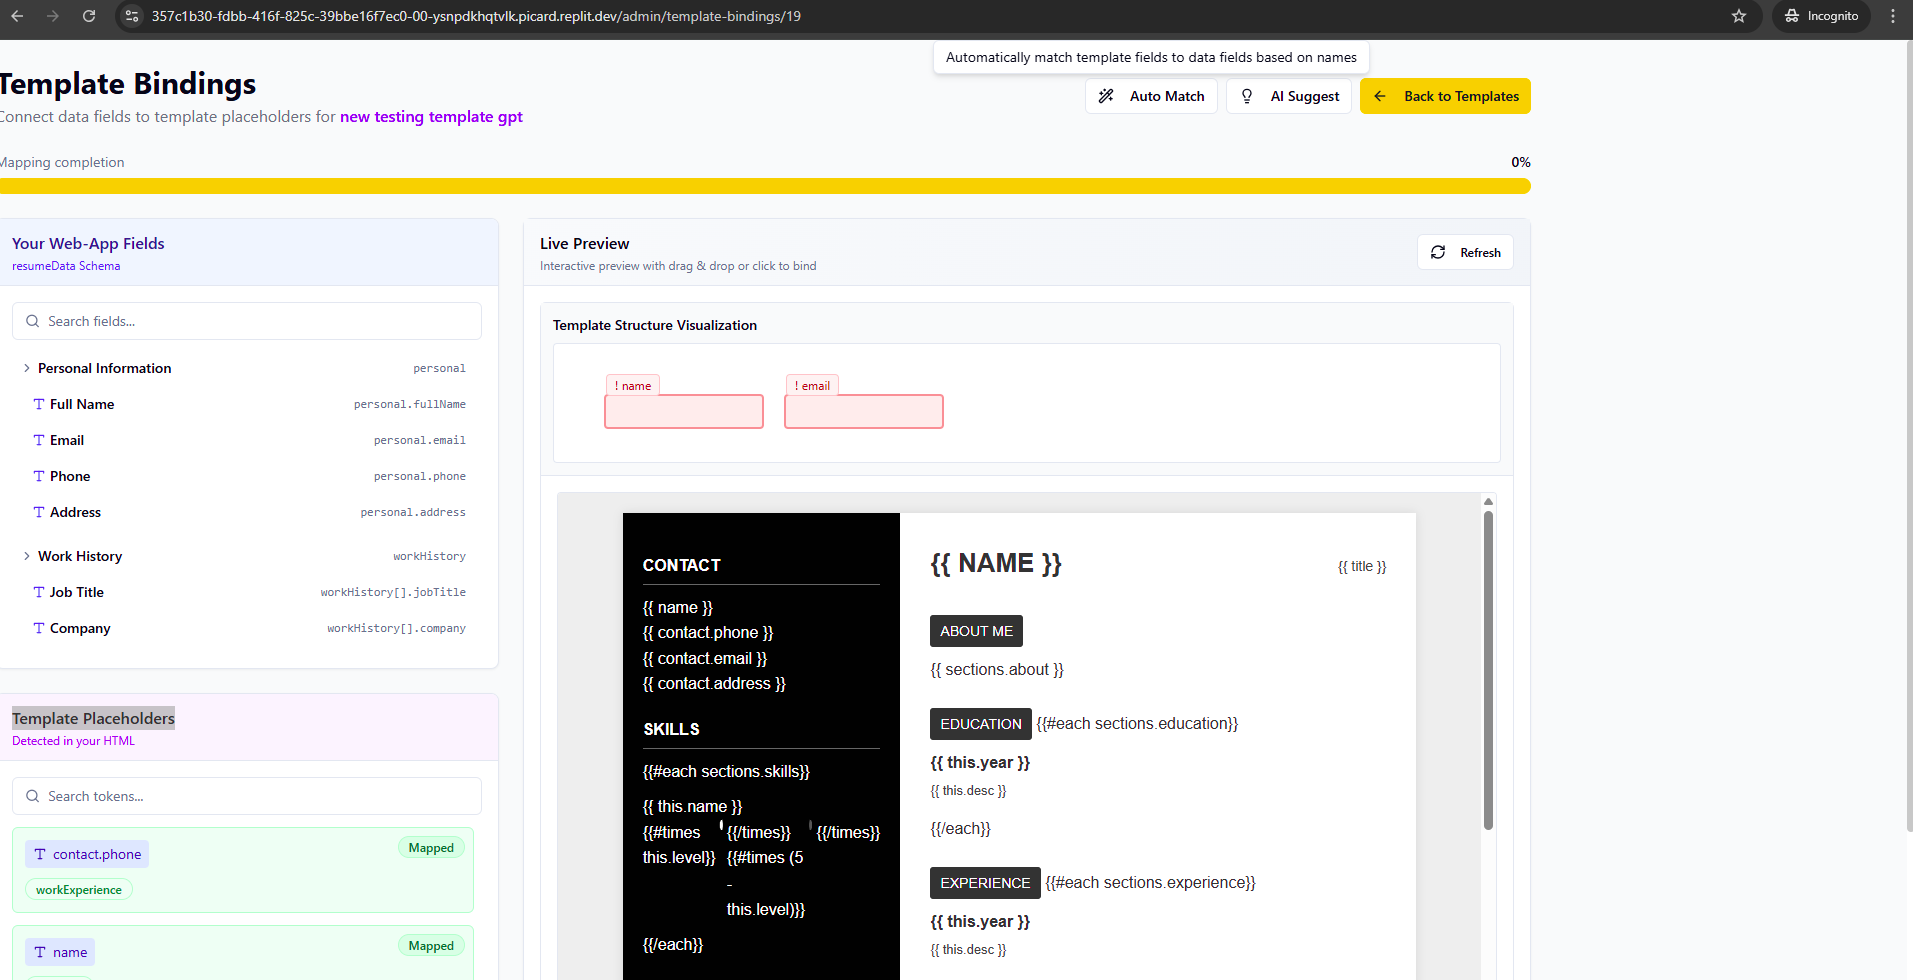 357c1b30-fdbb-416f-825c-39bbe16f7ec0-00-ysnpdkhqtvlk.picard.replit.dev/admin/template-bindings/19
Incognito
Automatically match template fields to data fields based on names
Template Bindings
Connect data fields to template placeholders for new testing template gpt
Auto Match
AI Suggest
Back to Templates
Mapping completion
0%
Your Web-App Fields
resumeData Schema
Search fields...
Personal Information personal
Full Name personal.fullName
Email personal.email
Phone personal.phone
Address personal.address
Work History workHistory
Job Title workHistory[].jobTitle
Company workHistory[].company
Template Placeholders
Detected in your HTML
Search tokens...
contact.phone
Mapped
workExperience
name
Mapped
Live Preview
Interactive preview with drag & drop or click to bind
Refresh
Template Structure Visualization
! name
! email
CONTACT
{{ name }}
{{ contact.phone }}
{{ contact.email }}
{{ contact.address }}
SKILLS
{{#each sections.skills}}
{{ this.name }}
{{#times
this.level}}
{{/times}}
{{#times (5
-
this.level)}}
{{/times}}
{{/each}}
{{ NAME }}
{{ title }}
ABOUT ME
{{ sections.about }}
EDUCATION {{#each sections.education}}
{{ this.year }}
{{ this.desc }}
{{/each}}
EXPERIENCE {{#each sections.experience}}
{{ this.year }}
{{ this.desc }}